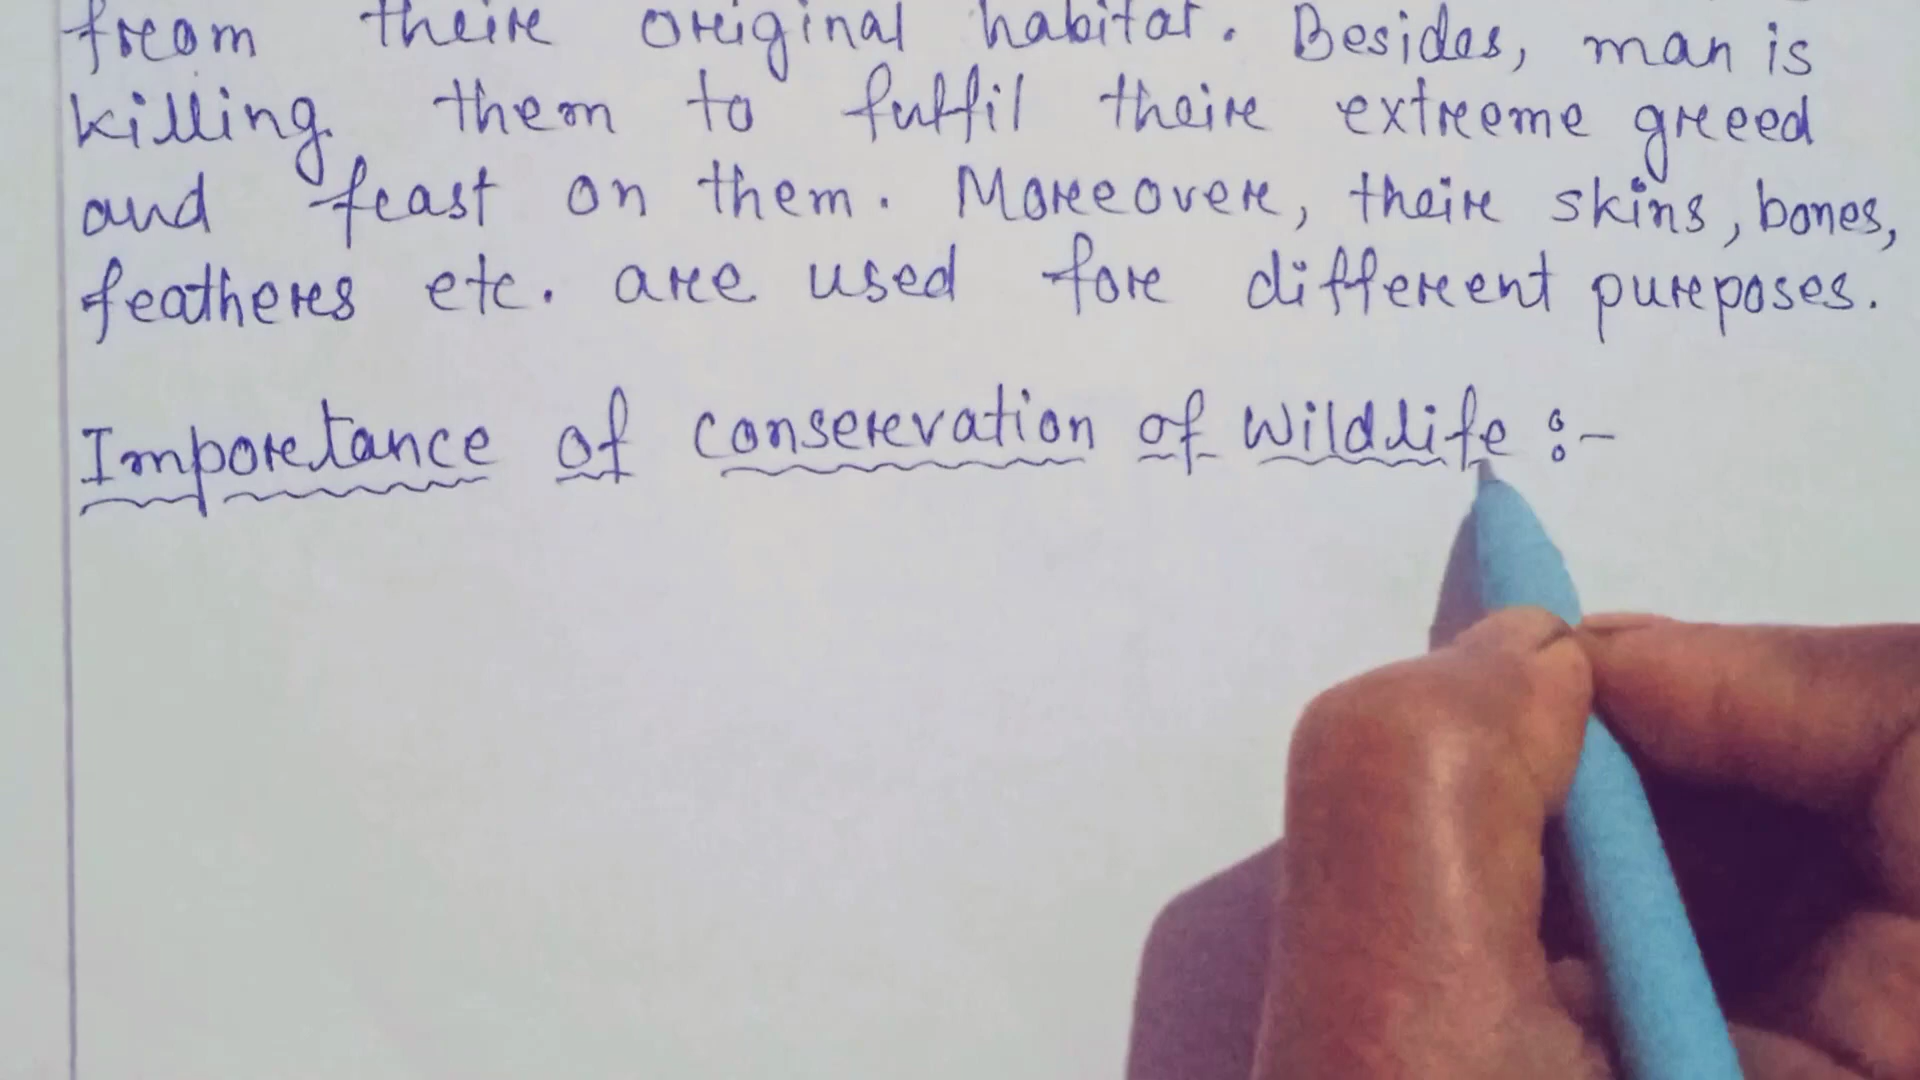 from their original habitat. Besides, man is
killing them to fulfil their extreme greed
and feast on them. Moreover, their skins, bones,
feathers etc. are used for different purposes.
Importance of conservation of Wildlife :-